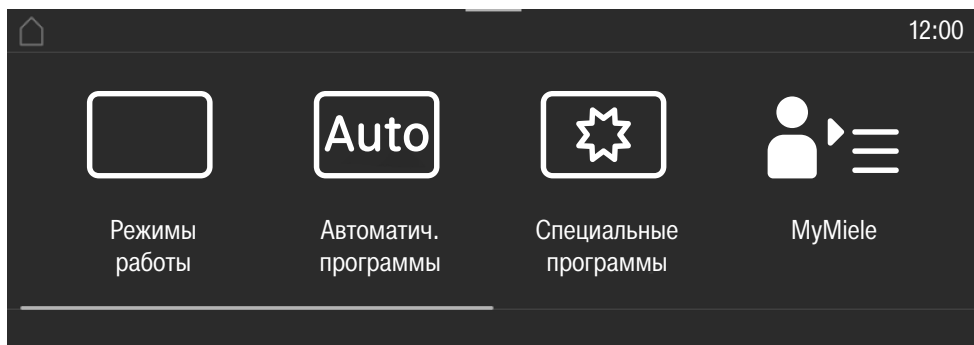 12:00
Auto
Режимы
работы
Автоматич.
программы
Специальные
программы
MyMiele